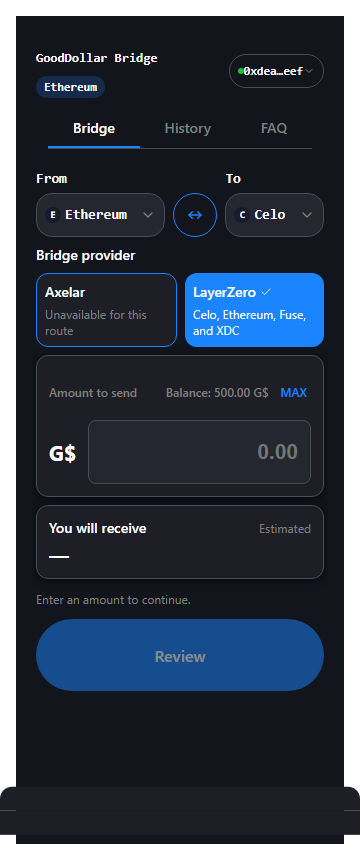 GoodDollar Bridge
0xdea…eef
Ethereum
Bridge History FAQ
From To
E Ethereum C Celo
Bridge provider
Axelar
Unavailable for this
route
LayerZero
Celo, Ethereum, Fuse,
and XDC
Amount to send Balance: 500.00 G$ MAX
G$ 0.00
You will receive Estimated
—
Enter an amount to continue.
Review